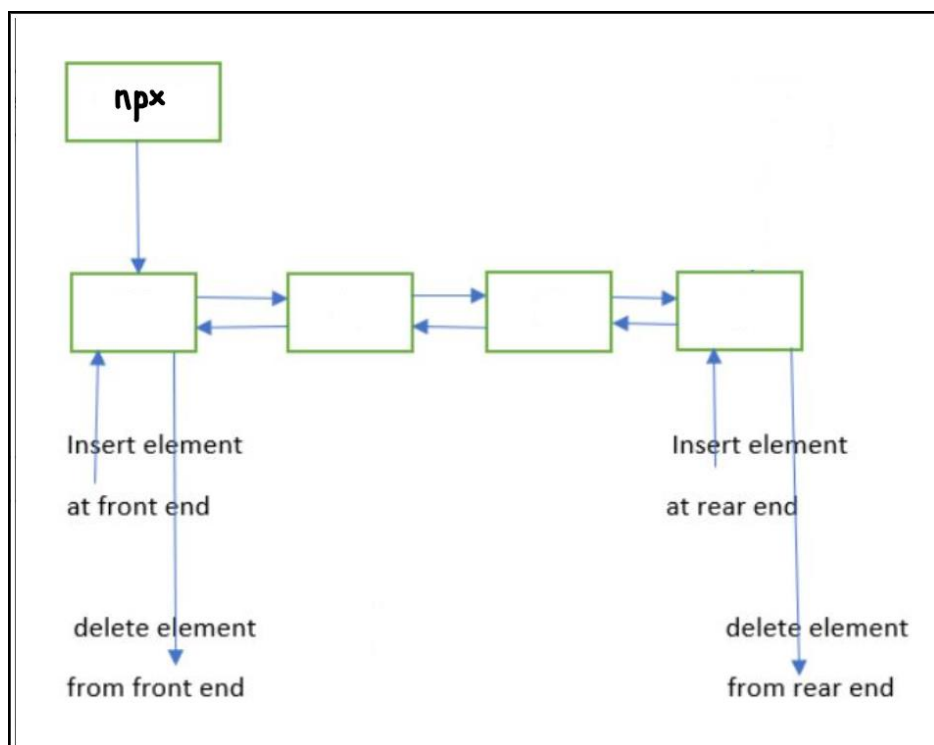 npx
Insert element
at front end
Insert element
at rear end
delete element
from front end
delete element
from rear end